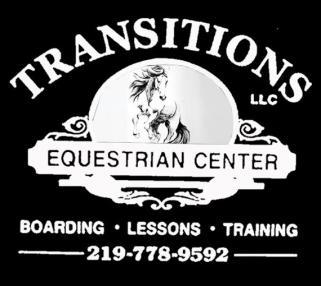 TRANSITIONS
LLC
EQUESTRIAN CENTER
BOARDING • LESSONS • TRAINING
219-778-9592